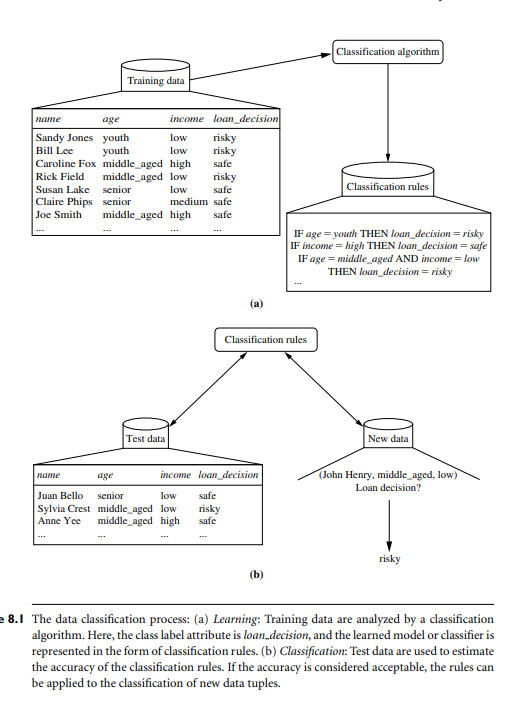 Classification algorithm
Training data
name age income loan_decision
Sandy Jones youth low risky
Bill Lee youth low risky
Caroline Fox middle_aged high safe
Rick Field middle_aged low risky
Susan Lake senior low safe
Claire Phips senior medium safe
Joe Smith middle_aged high safe
... ... ... ...
Classification rules
IF age = youth THEN loan_decision = risky
IF income = high THEN loan_decision = safe
IF age = middle_aged AND income = low
THEN loan_decision = risky
...
(a)
Classification rules
Test data
name age income loan_decision
Juan Bello senior low safe
Sylvia Crest middle_aged low risky
Anne Yee middle_aged high safe
... ... ... ...
New data
(John Henry, middle_aged, low)
Loan decision?
risky
(b)
e 8.1 The data classification process: (a) Learning: Training data are analyzed by a classification
algorithm. Here, the class label attribute is loan_decision, and the learned model or classifier is
represented in the form of classification rules. (b) Classification: Test data are used to estimate
the accuracy of the classification rules. If the accuracy is considered acceptable, the rules can
be applied to the classification of new data tuples.